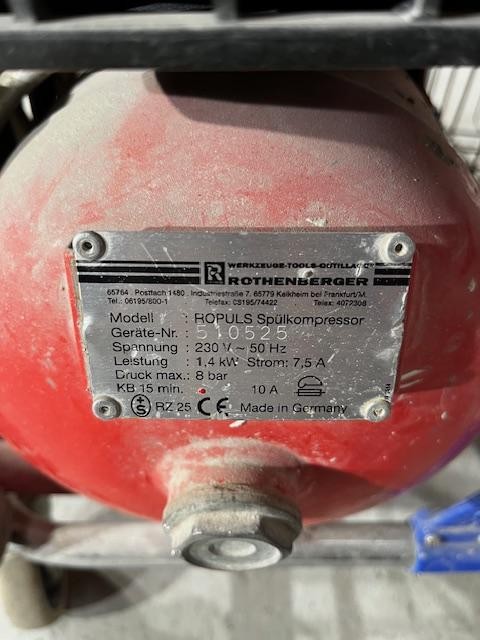 WERKZEUGE-TOOLS-OUTILLAGE
R ROTHENBERGER
65764 . Postfach 1480 . Industriestraße 7, 65779 Kelkheim bei Frankfurt/M.
Tel.: 06195/800-1 Telefax: 06195/74422 Telex: 4072308
Modell : ROPULS Spülkompressor
Geräte-Nr. : 510525
Spannung : 230 V ~ 50 Hz
Leistung : 1,4 kW Strom: 7,5 A
Druck max.: 8 bar
KB 15 min. 10 A
S RZ 25 CE Made in Germany